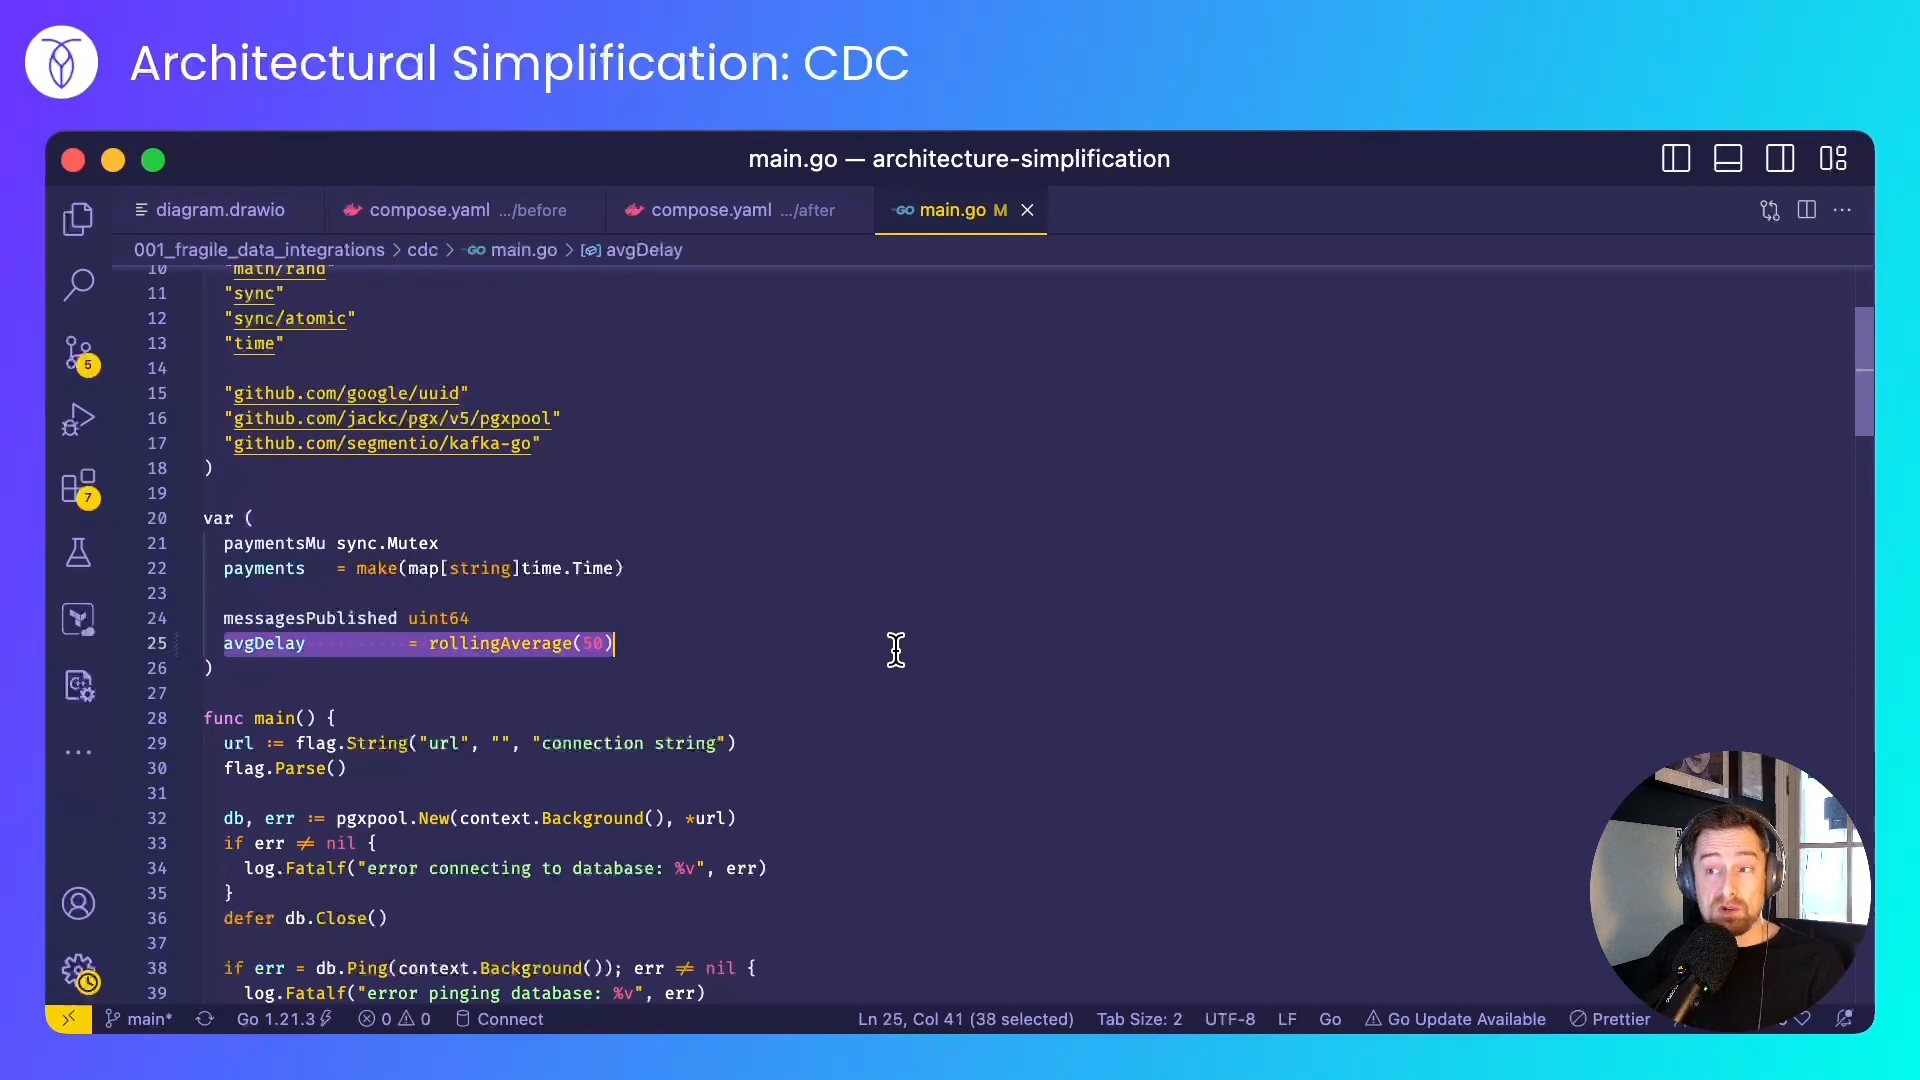 Architectural Simplification: CDC
main.go — architecture-simplification
diagram.drawio compose.yaml .../before compose.yaml .../after GO main.go M
001_fragile_data_integrations > cdc > GO main.go > avgDelay
10 "math/rand"
11 "sync"
12 "sync/atomic"
13 "time"
14
15 "github.com/google/uuid"
16 "github.com/jackc/pgx/v5/pgxpool"
17 "github.com/segmentio/kafka-go"
18 )
19
20 var (
21 paymentsMu sync.Mutex
22 payments = make(map[string]time.Time)
23
24 messagesPublished uint64
25 avgDelay = rollingAverage(50)
26 )
27
28 func main() {
29 url := flag.String("url", "", "connection string")
30 flag.Parse()
31
32 db, err := pgxpool.New(context.Background(), *url)
33 if err ≠ nil {
34 log.Fatalf("error connecting to database: %v", err)
35 }
36 defer db.Close()
37
38 if err = db.Ping(context.Background()); err ≠ nil {
39 log.Fatalf("error pinging database: %v", err)
5
7
main* Go 1.21.3 0 0 Connect Ln 25, Col 41 (38 selected) Tab Size: 2 UTF-8 LF Go Go Update Available Prettier